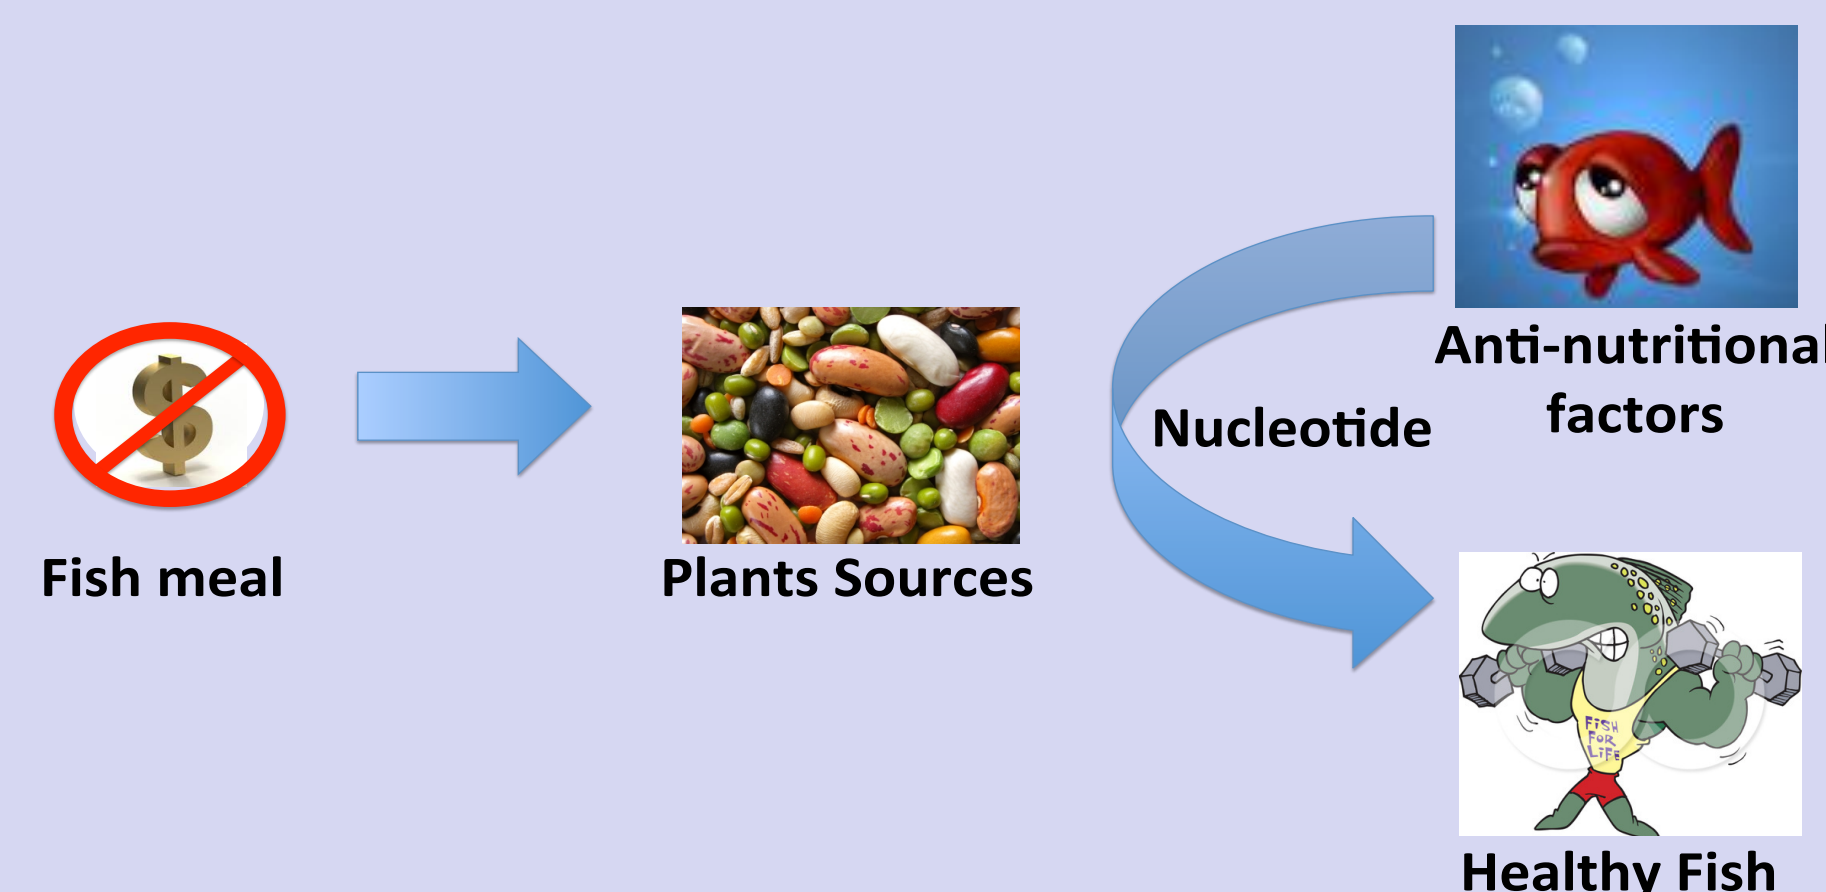 Fish meal
Plants Sources
Nucleotide
Anti-nutritional
factors
FiSH
FoR
LiFE
Healthy Fish